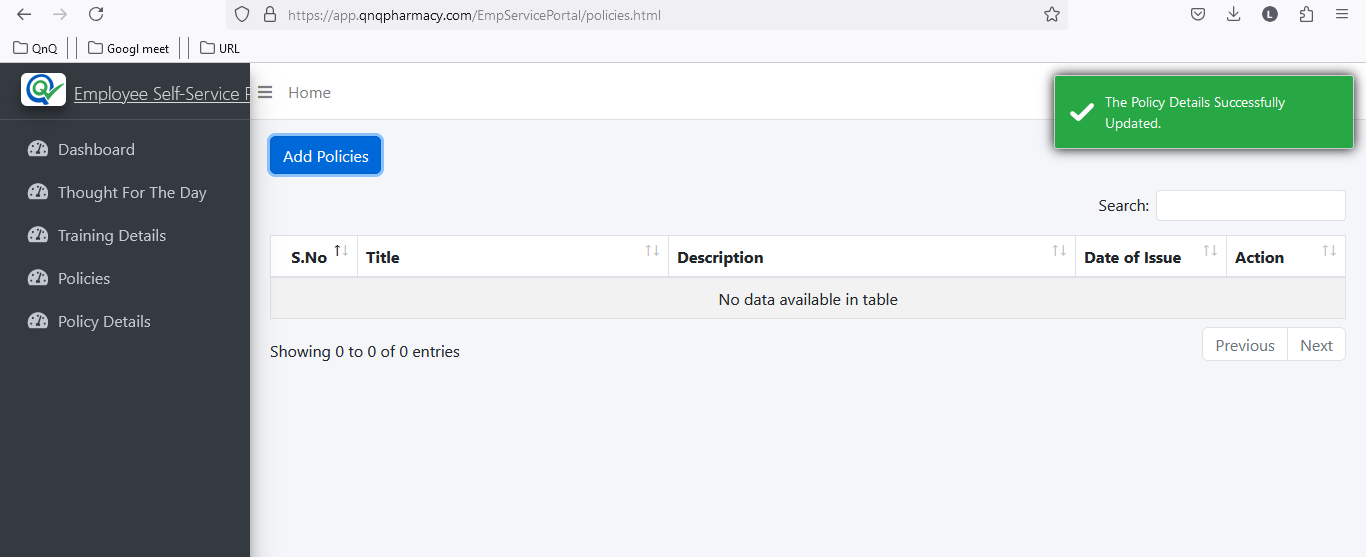 https://app.qnqpharmacy.com/EmpServicePortal/policies.html
L
QnQ
Googl meet
URL
Employee Self-Service P
Home
The Policy Details Successfully
Updated.
Dashboard
Thought For The Day
Training Details
Policies
Policy Details
Add Policies
Search:
S.No Title Description Date of Issue Action
No data available in table
Showing 0 to 0 of 0 entries
Previous Next